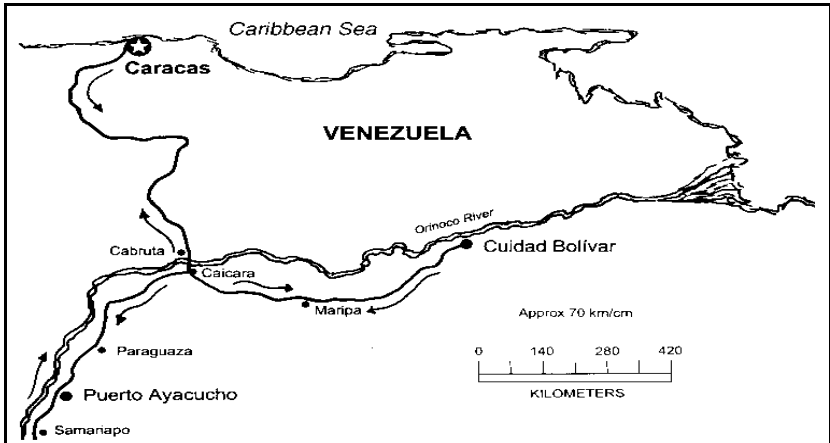 Caribbean Sea
Caracas
VENEZUELA
Orinoco River
Cabruta
Cuidad Bolívar
Caicara
Maripa
Approx 70 km/cm
Paraguaza
0 140 280 420
KILOMETERS
Puerto Ayacucho
Samariapo